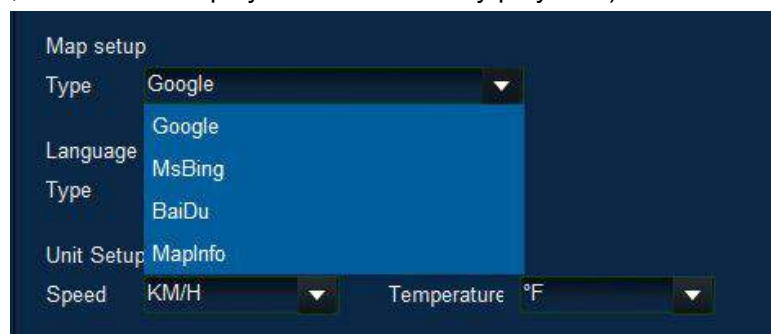 Map setup
Type Google
Google
Language
MsBing
Type
BaiDu
Unit Setup MapInfo
Speed KM/H Temperature °F